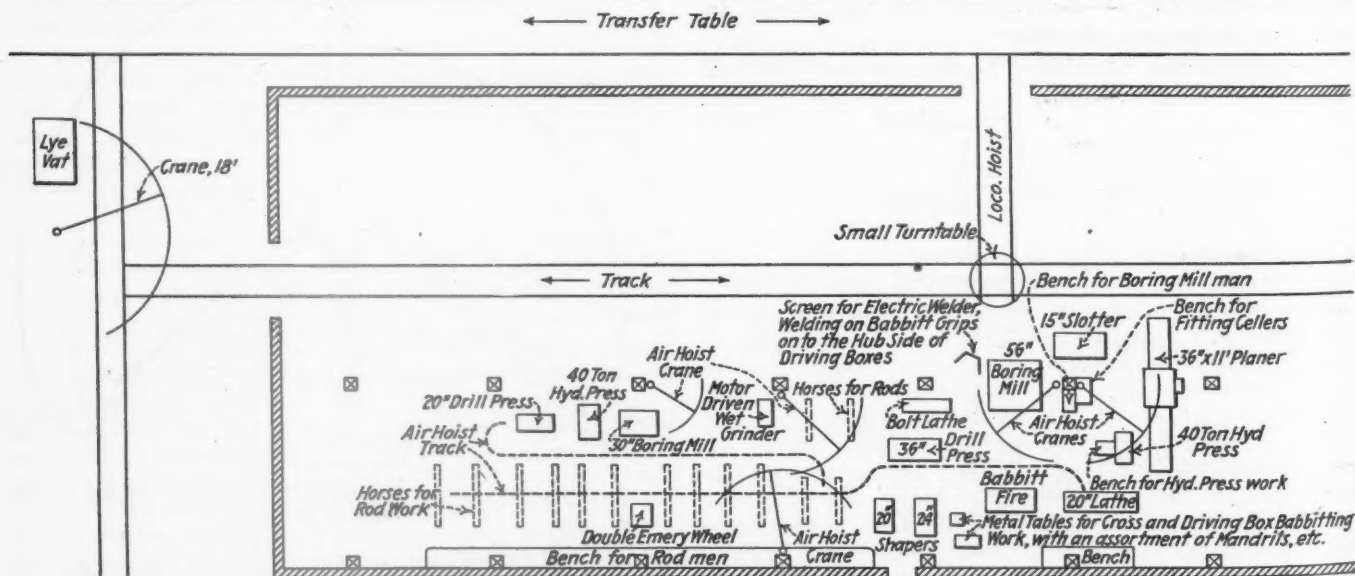 Transfer Table
Lye
Vat
Crane, 18'
Loco. Hoist
Small Turntable
Track
Bench for Boring Mill man
Screen for Electric Welder,
Welding on Babbitt Grips
on to the Hub Side of
Driving Boxes
15" Slotter
Bench for
Fitting Cellers
56"
Boring
Mill
36"x11' Planer
Air Hoist
Crane
40 Ton
Hyd. Press
Motor
Driven
Wet
Grinder
Horses for Rods
20" Drill Press
30" Boring Mill
Bolt Lathe
Air Hoist
Cranes
Air Hoist
Track
36"
Drill
Press
40 Ton Hyd
Press
Babbitt
Fire
Bench for Hyd. Press work
20" Lathe
Horses for
Rod Work
20"
24"
Shapers
Metal Tables for Cross and Driving Box Babbitting
Work, with an assortment of Mandrils, etc.
Double Emery Wheel
Air Hoist
Crane
Bench for Rod men
Bench